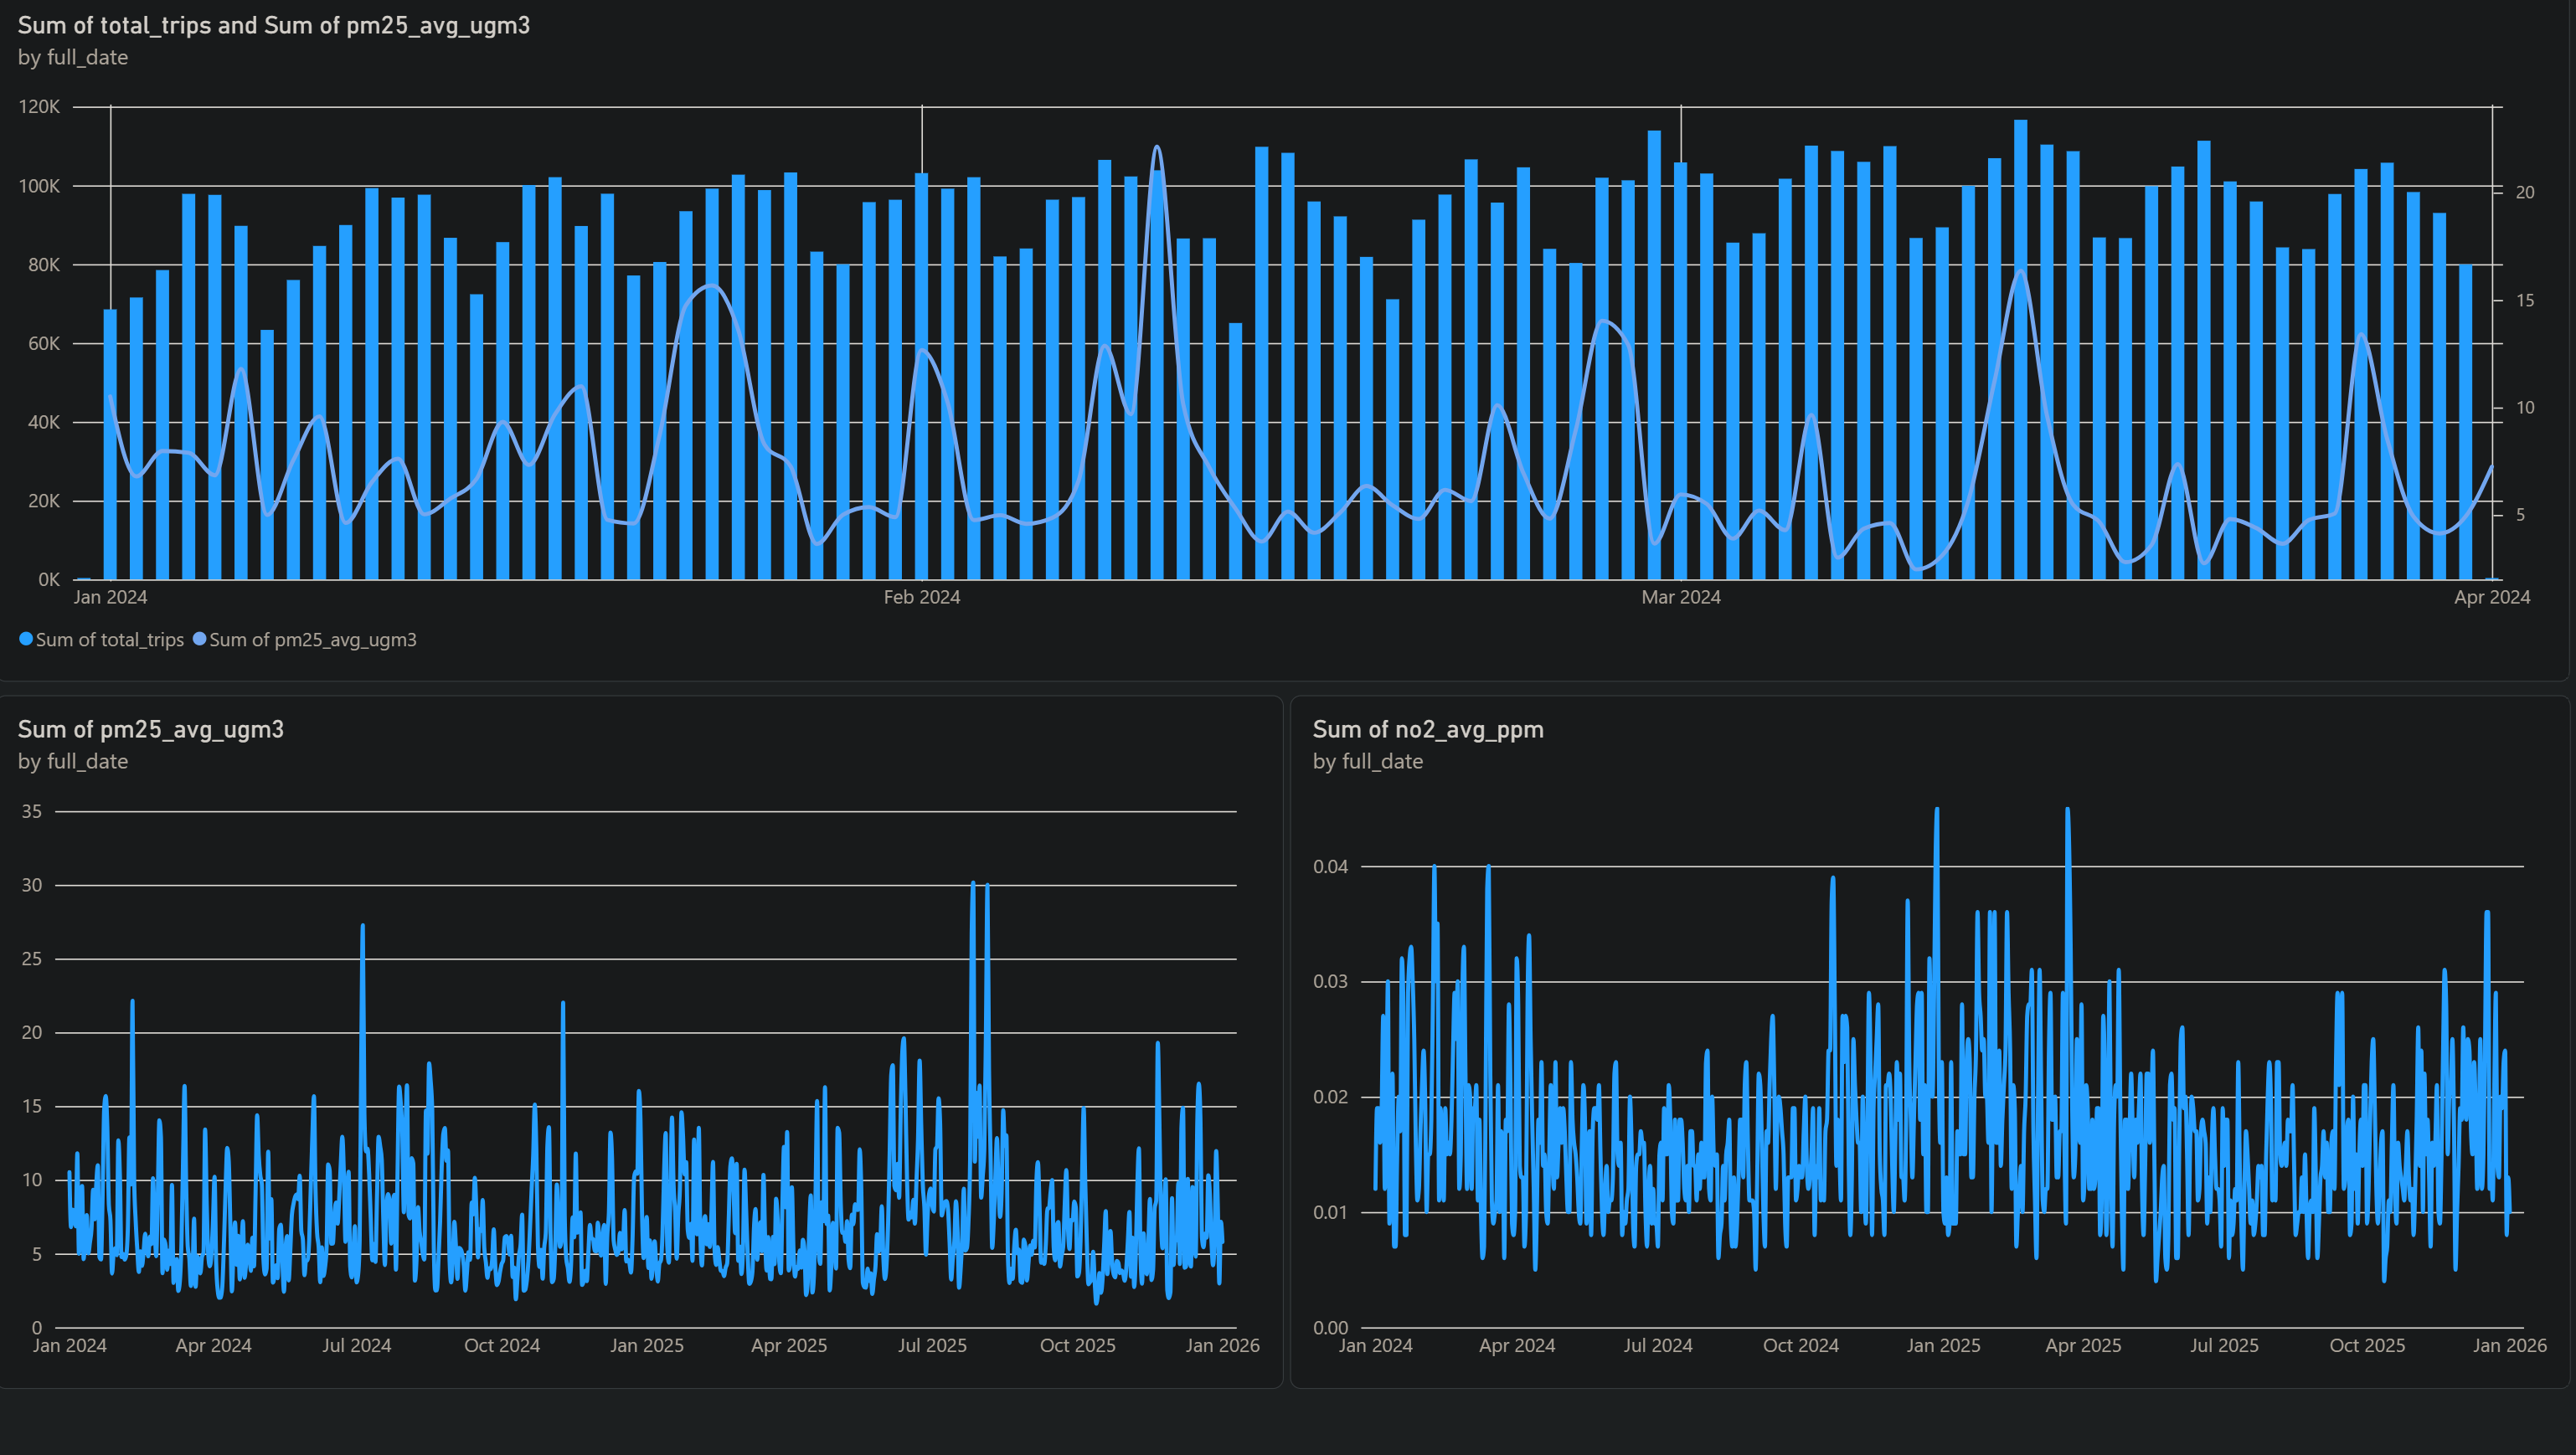 Sum of total_trips and Sum of pm25_avg_ugm3
by full_date
120K
100K
80K
60K
40K
20K
0K
20
15
10
5
Jan 2024 Feb 2024 Mar 2024 Apr 2024
Sum of total_trips Sum of pm25_avg_ugm3
Sum of pm25_avg_ugm3
by full_date
35
30
25
20
15
10
5
0
Jan 2024 Apr 2024 Jul 2024 Oct 2024 Jan 2025 Apr 2025 Jul 2025 Oct 2025 Jan 2026
Sum of no2_avg_ppm
by full_date
0.04
0.03
0.02
0.01
0.00
Jan 2024 Apr 2024 Jul 2024 Oct 2024 Jan 2025 Apr 2025 Jul 2025 Oct 2025 Jan 2026